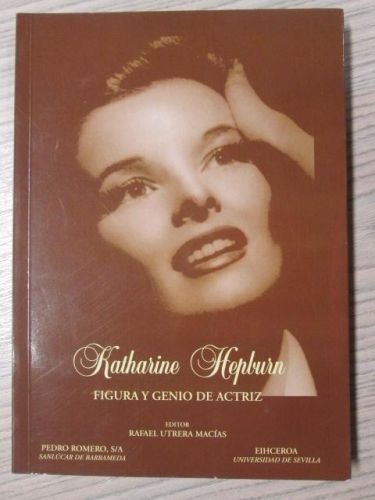 Katharine Hepburn
FIGURA Y GENIO DE ACTRIZ
EDITOR
RAFAEL UTRERA MACÍAS
PEDRO ROMERO, S/A
SANLÚCAR DE BARRAMEDA
EIHCEROA
UNIVERSIDAD DE SEVILLA